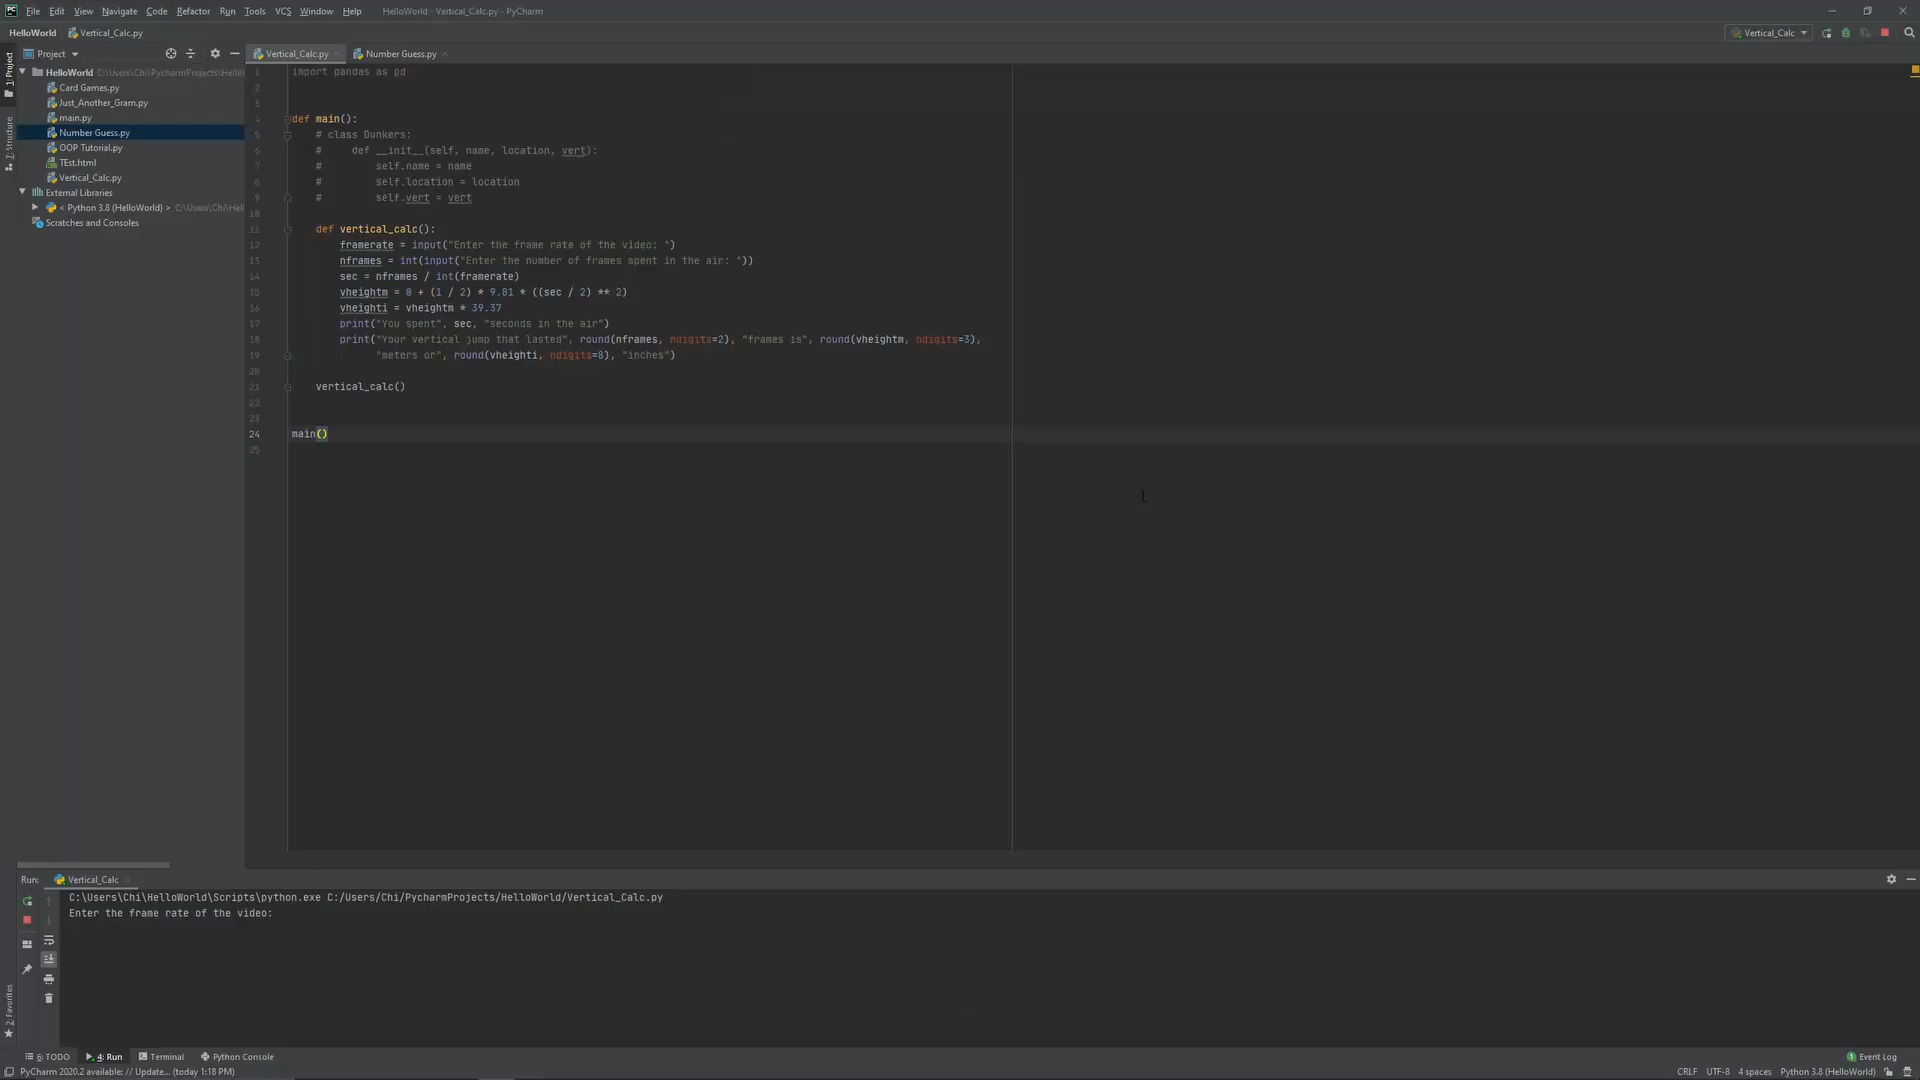 File Edit View Navigate Code Refactor Run Tools VCS Window Help HelloWorld - Vertical_Calc.py - PyCharm
HelloWorld Vertical_Calc.py Vertical_Calc
1: Project
Project
Vertical_Calc.py Number Guess.py
HelloWorld C:\Users\Chi\PycharmProjects\Hello
Card Games.py
Just_Another_Gram.py
main.py
Number Guess.py
OOP Tutorial.py
TEst.html
Vertical_Calc.py
External Libraries
< Python 3.8 (HelloWorld) > C:\Users\Chi\Hell
Scratches and Consoles
7: Structure
1 import pandas as pd
2
3
4 def main():
5 # class Dunkers:
6 # def __init__(self, name, location, vert):
7 # self.name = name
8 # self.location = location
9 # self.vert = vert
10
11 def vertical_calc():
12 framerate = input("Enter the frame rate of the video: ")
13 nframes = int(input("Enter the number of frames spent in the air: "))
14 sec = nframes / int(framerate)
15 vheightm = 0 + (1 / 2) * 9.81 * ((sec / 2) ** 2)
16 vheighti = vheightm * 39.37
17 print("You spent", sec, "seconds in the air")
18 print("Your vertical jump that lasted", round(nframes, ndigits=2), "frames is", round(vheightm, ndigits=3),
19 "meters or", round(vheighti, ndigits=8), "inches")
20
21 vertical_calc()
22
23
24 main()
25
Run: Vertical_Calc
C:\Users\Chi\HelloWorld\Scripts\python.exe C:/Users/Chi/PycharmProjects/HelloWorld/Vertical_Calc.py
Enter the frame rate of the video:
2: Favorites
6: TODO 4: Run Terminal Python Console 1 Event Log
PyCharm 2020.2 available: // Update... (today 1:18 PM) CRLF UTF-8 4 spaces Python 3.8 (HelloWorld)